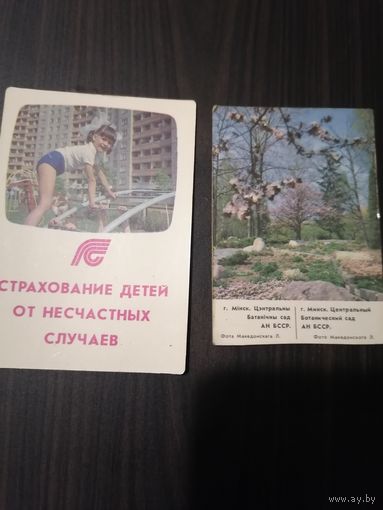 СТРАХОВАНИЕ ДЕТЕЙ
ОТ НЕСЧАСТНЫХ
СЛУЧАЕВ
г. Мінск. Цэнтральны
Батанічны сад
АН БССР.
Фота Македонскага Л.
г. Минск. Центральный
Ботанический сад
АН БССР.
Фото Македонского Л.
www.ay.by